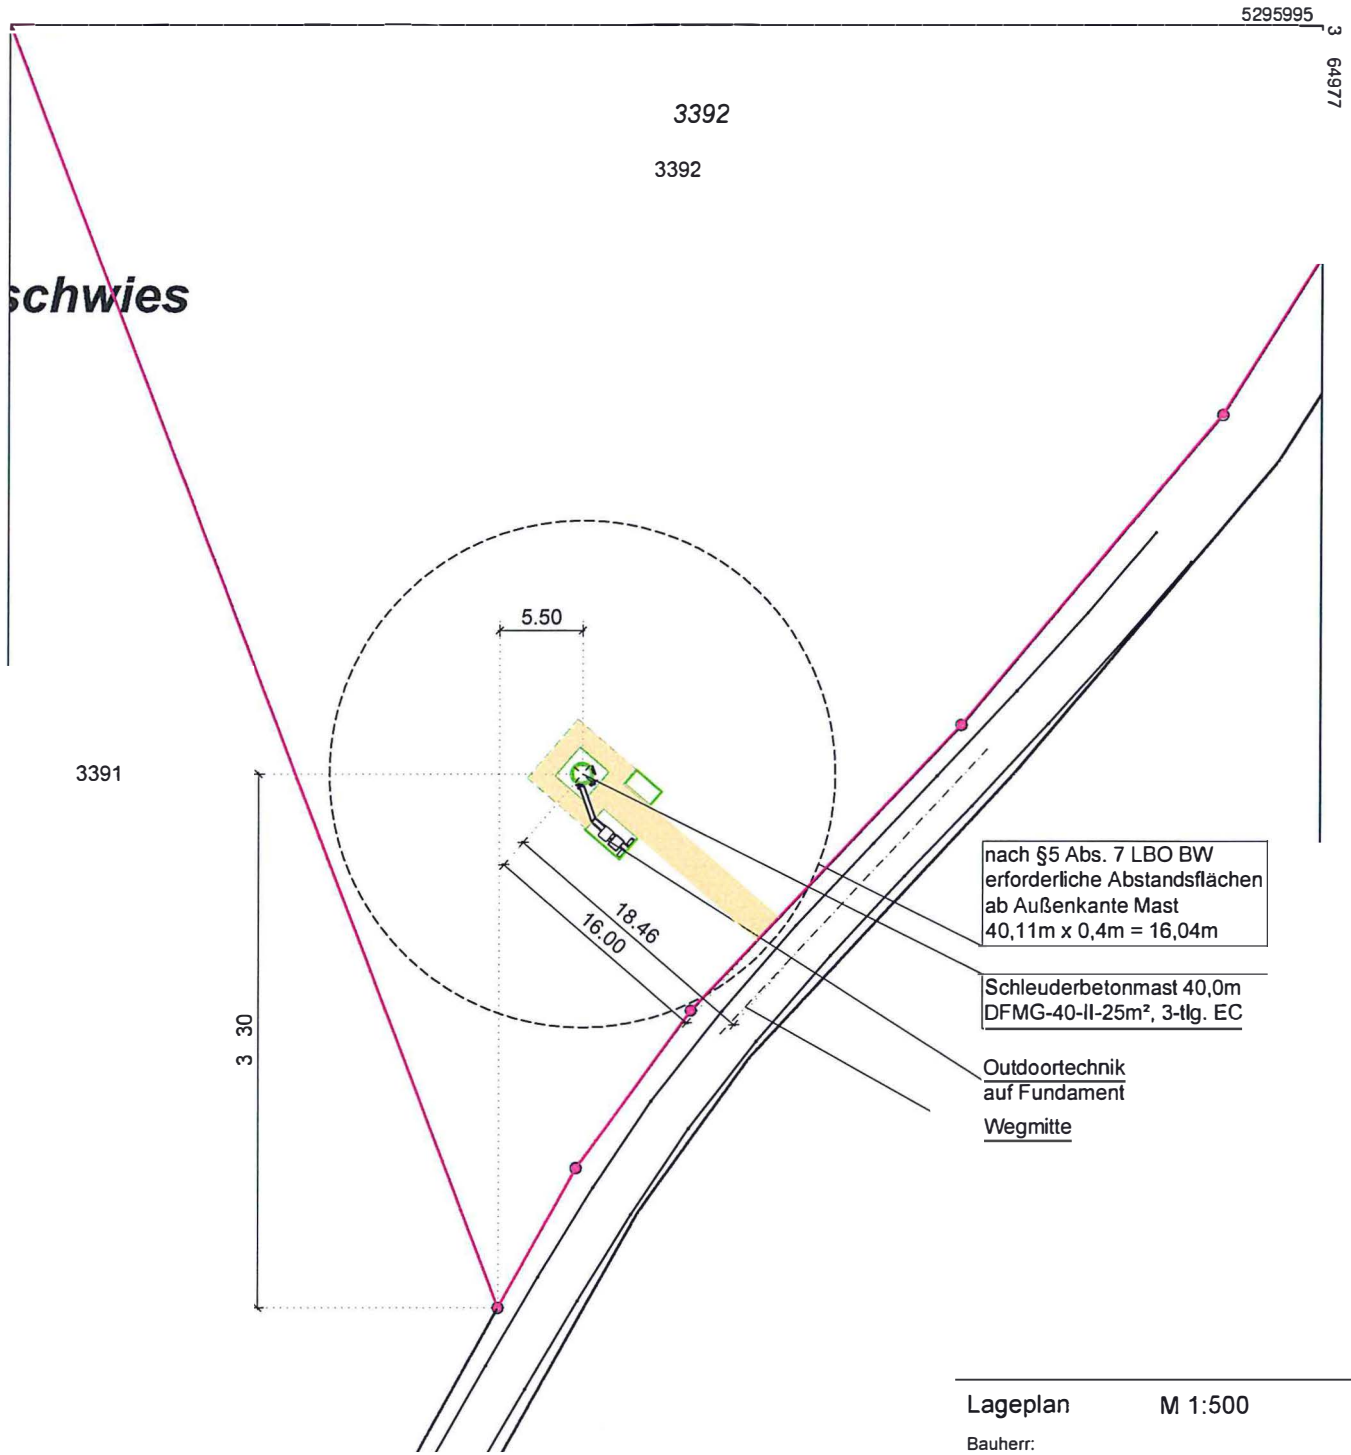 5295995
3 64977
3392
3392
schwies
5.50
3391
18.46
16.00
nach §5 Abs. 7 LBO BW
erforderliche Abstandsflächen
ab Außenkante Mast
40,11m x 0,4m = 16,04m
Schleuderbetonmast 40,0m
DFMG-40-II-25m², 3-tlg. EC
3 30
Outdoortechnik
auf Fundament
Wegmitte
Lageplan M 1:500
Bauherr: